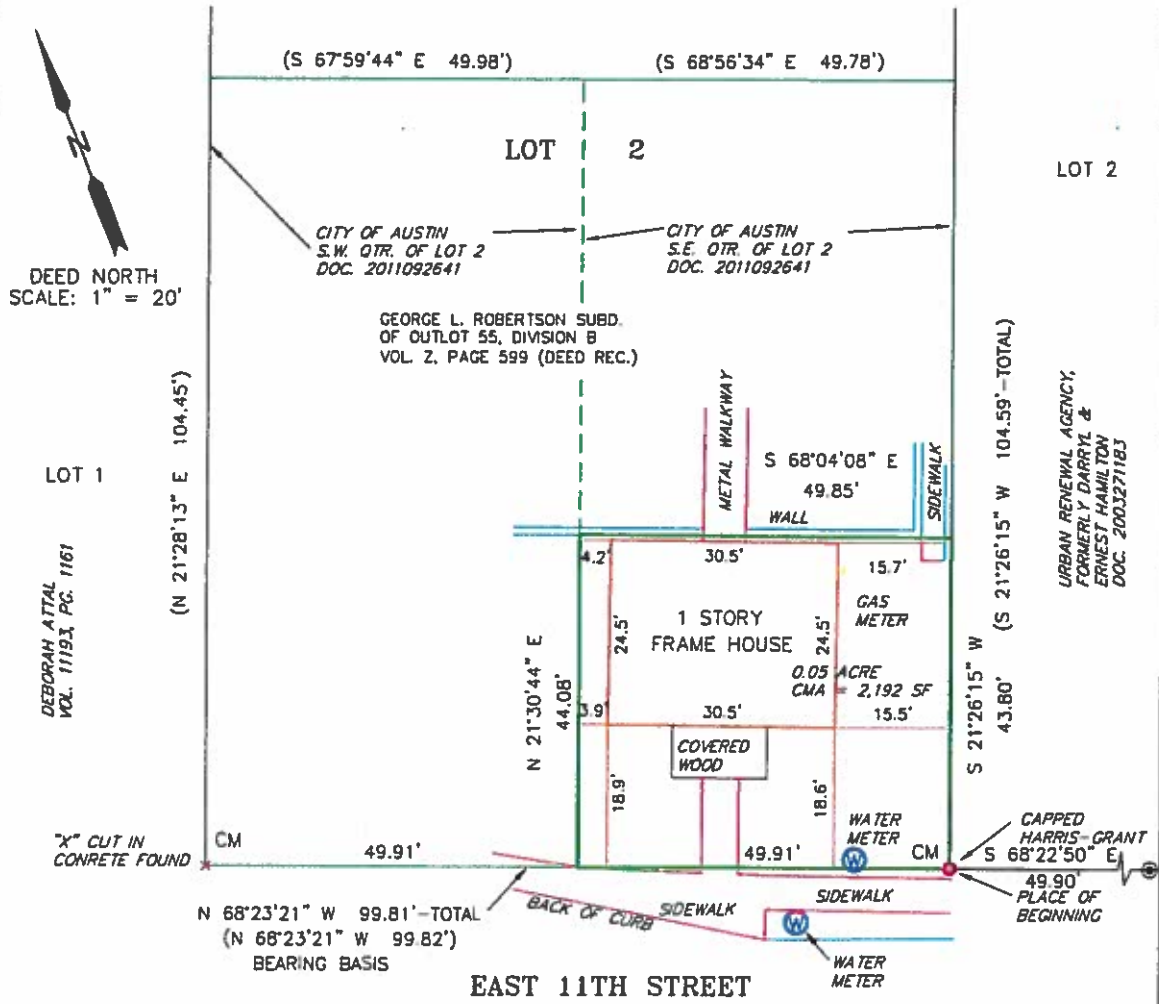 (S 67°59'44" E 49.98')
(S 68°56'34" E 49.78')
N
DEED NORTH
SCALE: 1" = 20'
LOT 2
LOT 2
CITY OF AUSTIN
S.W. QTR. OF LOT 2
DOC. 2011092641
CITY OF AUSTIN
S.E. QTR. OF LOT 2
DOC. 2011092641
GEORGE L. ROBERTSON SUBD.
OF OUTLOT 55, DIVISION B
VOL. Z, PAGE 599 (DEED REC.)
(N 21°28'13" E 104.45')
LOT 1
DEBORAH ATTAL
VOL. 11193, PG. 1161
METAL WALKWAY
S 68°04'08" E
49.85'
WALL
SIDEWALK
(S 21°26'15" W 104.59'-TOTAL)
URBAN RENEWAL AGENCY,
FORMERLY DARRYL &
ERNEST HAMILTON
DOC. 2003271183
4.2'
30.5'
15.7'
GAS
METER
1 STORY
FRAME HOUSE
24.5'
24.5'
0.05 ACRE
CMA = 2,192 SF
N 21°30'44" E
44.08'
S 21°26'15" W
43.80'
3.9'
30.5'
15.5'
COVERED
WOOD
18.9'
18.6'
WATER
METER
W
CM
CAPPED
HARRIS-GRANT
"X" CUT IN
CONRETE FOUND
CM
49.91'
49.91'
S 68°22'50" E
49.90'
PLACE OF
BEGINNING
N 68°23'21" W 99.81'-TOTAL
(N 68°23'21" W 99.82')
BEARING BASIS
BACK OF CURB
SIDEWALK
SIDEWALK
W
WATER
METER
EAST 11TH STREET